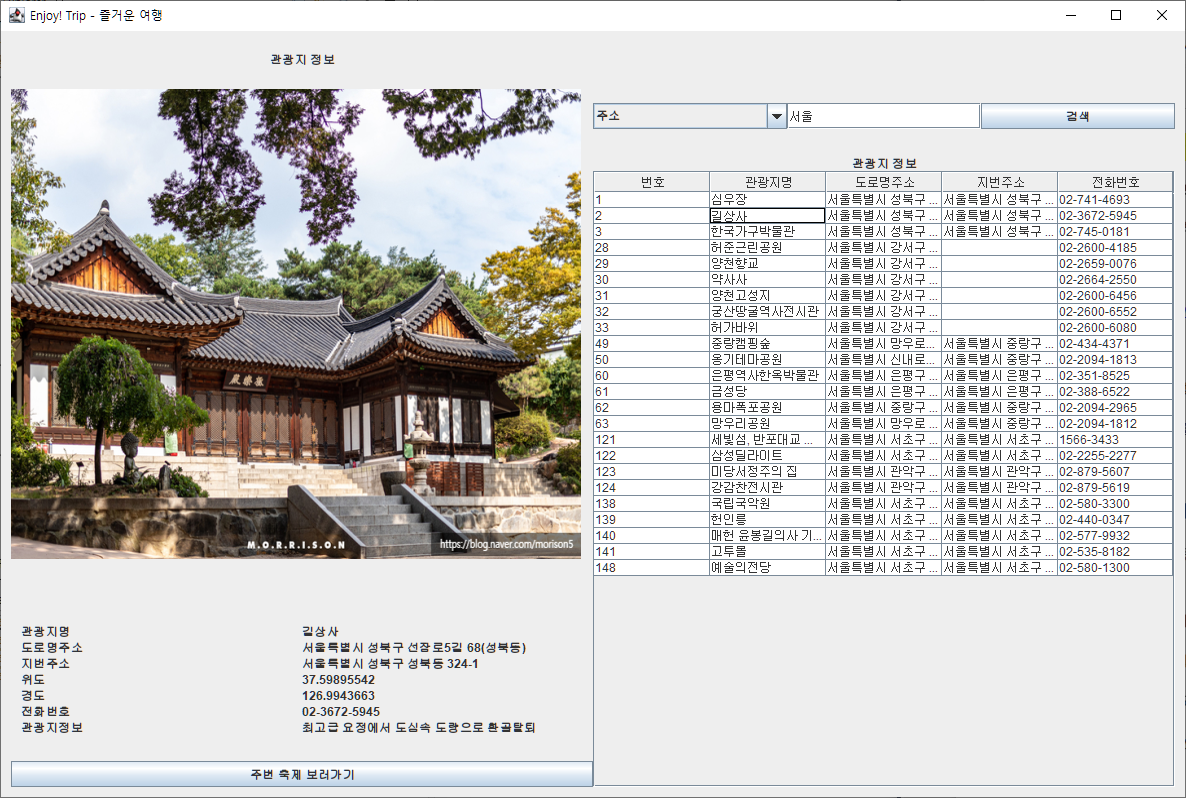 Enjoy! Trip - 즐거운 여행
관광지 정보
M.O.R.R.I.S.O.N
https://blog.naver.com/morison5
관광지명 길상사
도로명주소 서울특별시 성북구 선잠로5길 68(성북동)
지번주소 서울특별시 성북구 성북동 324-1
위도 37.59895542
경도 126.9943663
전화번호 02-3672-5945
관광지정보 최고급 요정에서 도심속 도량으로 환골탈퇴
주변 축제 보러가기
주소 서울 검색
관광지 정보
번호 관광지명 도로명주소 지번주소 전화번호
1 심우장 서울특별시 성북구 ... 서울특별시 성북구 ... 02-741-4693
2 길상사 서울특별시 성북구 ... 서울특별시 성북구 ... 02-3672-5945
3 한국가구박물관 서울특별시 성북구 ... 서울특별시 성북구 ... 02-745-0181
28 허준근린공원 서울특별시 강서구 ... 02-2600-4185
29 양천향교 서울특별시 강서구 ... 02-2659-0076
30 약사사 서울특별시 강서구 ... 02-2664-2550
31 양천고성지 서울특별시 강서구 ... 02-2600-6456
32 궁산땅굴역사전시관 서울특별시 강서구 ... 02-2600-6552
33 허가바위 서울특별시 강서구 ... 02-2600-6080
49 중랑캠핑숲 서울특별시 망우로... 서울특별시 중랑구 ... 02-434-4371
50 옹기테마공원 서울특별시 신내로... 서울특별시 중랑구 ... 02-2094-1813
60 은평역사한옥박물관 서울특별시 은평구 ... 서울특별시 은평구 ... 02-351-8525
61 금성당 서울특별시 은평구 ... 서울특별시 은평구 ... 02-388-6522
62 용마폭포공원 서울특별시 중랑구 ... 서울특별시 중랑구 ... 02-2094-2965
63 망우리공원 서울특별시 망우로 ... 서울특별시 중랑구 ... 02-2094-1812
121 세빛섬, 반포대교 ... 서울특별시 서초구 ... 서울특별시 서초구 ... 1566-3433
122 삼성딜라이트 서울특별시 서초구 ... 서울특별시 서초구 ... 02-2255-2277
123 미당서정주의 집 서울특별시 관악구 ... 서울특별시 관악구 ... 02-879-5607
124 강감찬전시관 서울특별시 관악구 ... 서울특별시 관악구 ... 02-879-5619
138 국립국악원 서울특별시 서초구 ... 서울특별시 서초구 ... 02-580-3300
139 헌인릉 서울특별시 서초구 ... 서울특별시 서초구 ... 02-440-0347
140 매헌 윤봉길의사 기... 서울특별시 서초구 ... 서울특별시 서초구 ... 02-577-9932
141 고투몰 서울특별시 서초구 ... 서울특별시 서초구 ... 02-535-8182
148 예술의전당 서울특별시 서초구 ... 서울특별시 서초구 ... 02-580-1300